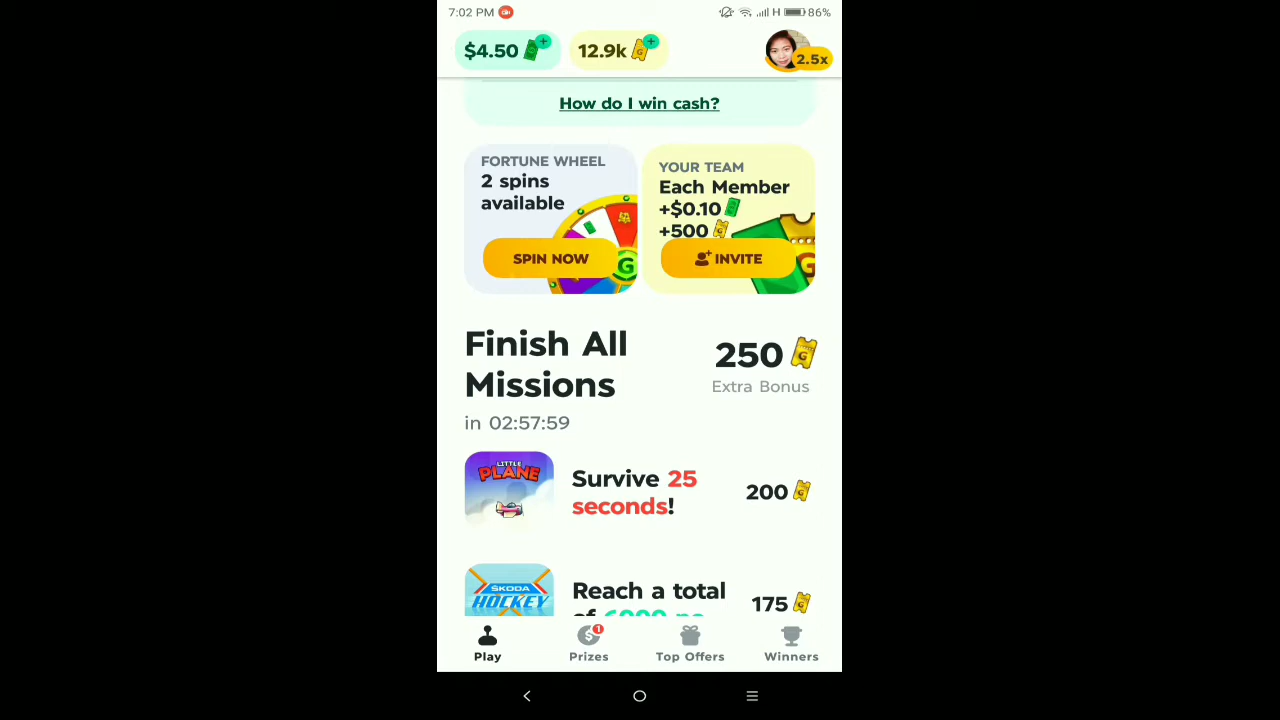 7:02 PM H 86%
$4.50 12.9k 2.5x
How do I win cash?
FORTUNE WHEEL
2 spins
available
SPIN NOW
YOUR TEAM
Each Member
+$0.10
+500
INVITE
Finish All
Missions
250
Extra Bonus
in 02:57:59
LITTLE
PLANE
Survive 25
seconds!
200
ŠKODA
HOCKEY
Reach a total
175
1
Play Prizes Top Offers Winners